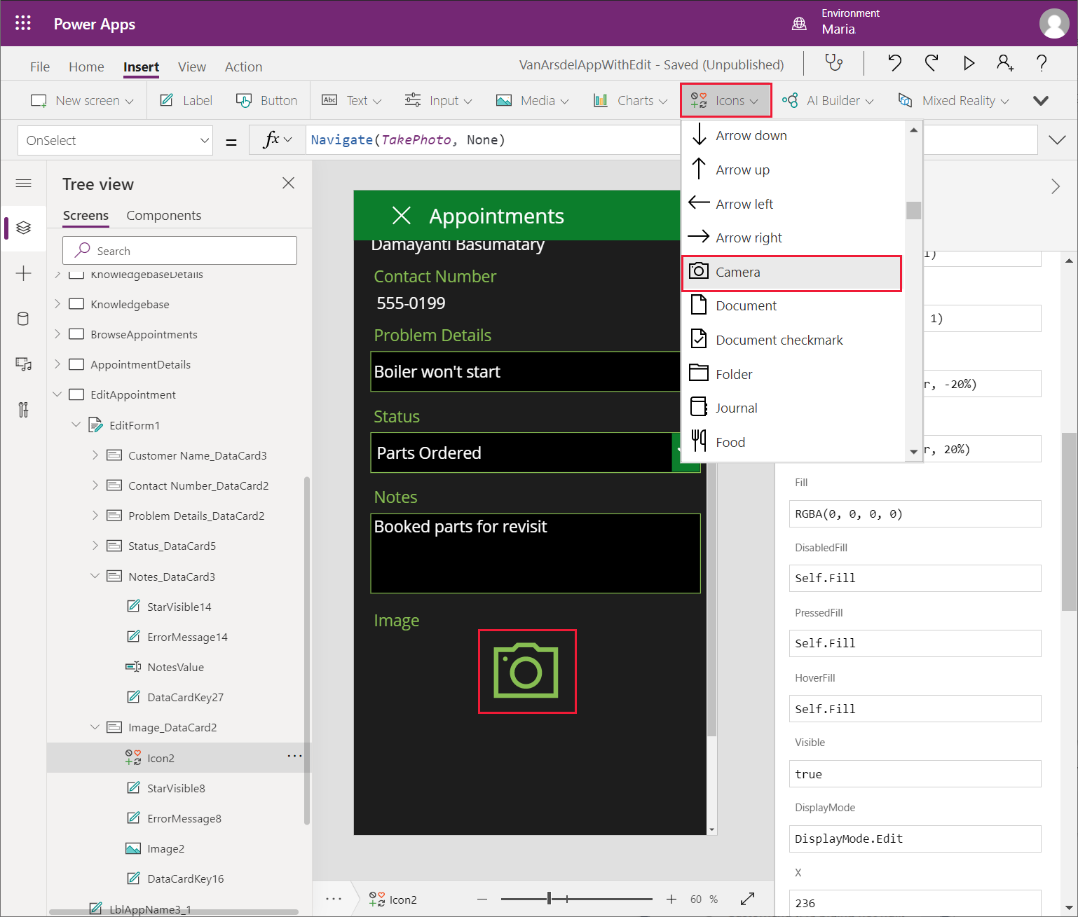 Power Apps
Environment
Maria
File Home Insert View Action
VanArsdelAppWithEdit - Saved (Unpublished)
New screen Label Button Abc Text Input Media Charts Icons AI Builder Mixed Reality
OnSelect = fx Navigate(TakePhoto, None)
Tree view
Screens Components
Search
KnowledgebaseDetails
Knowledgebase
BrowseAppointments
AppointmentDetails
EditAppointment
EditForm1
Customer Name_DataCard3
Contact Number_DataCard2
Problem Details_DataCard2
Status_DataCard5
Notes_DataCard3
StarVisible14
ErrorMessage14
NotesValue
DataCardKey27
Image_DataCard2
Icon2
StarVisible8
ErrorMessage8
Image2
DataCardKey16
LblAppName3_1
Appointments
Damayanti Basumatary
Contact Number
555-0199
Problem Details
Boiler won't start
Status
Parts Ordered
Notes
Booked parts for revisit
Image
Icon2
60 %
Arrow down
Arrow up
Arrow left
Arrow right
Camera
Document
Document checkmark
Folder
Journal
Food
1)
1)
r, -20%)
r, 20%)
Fill
RGBA(0, 0, 0, 0)
DisabledFill
Self.Fill
PressedFill
Self.Fill
HoverFill
Self.Fill
Visible
true
DisplayMode
DisplayMode.Edit
X
236